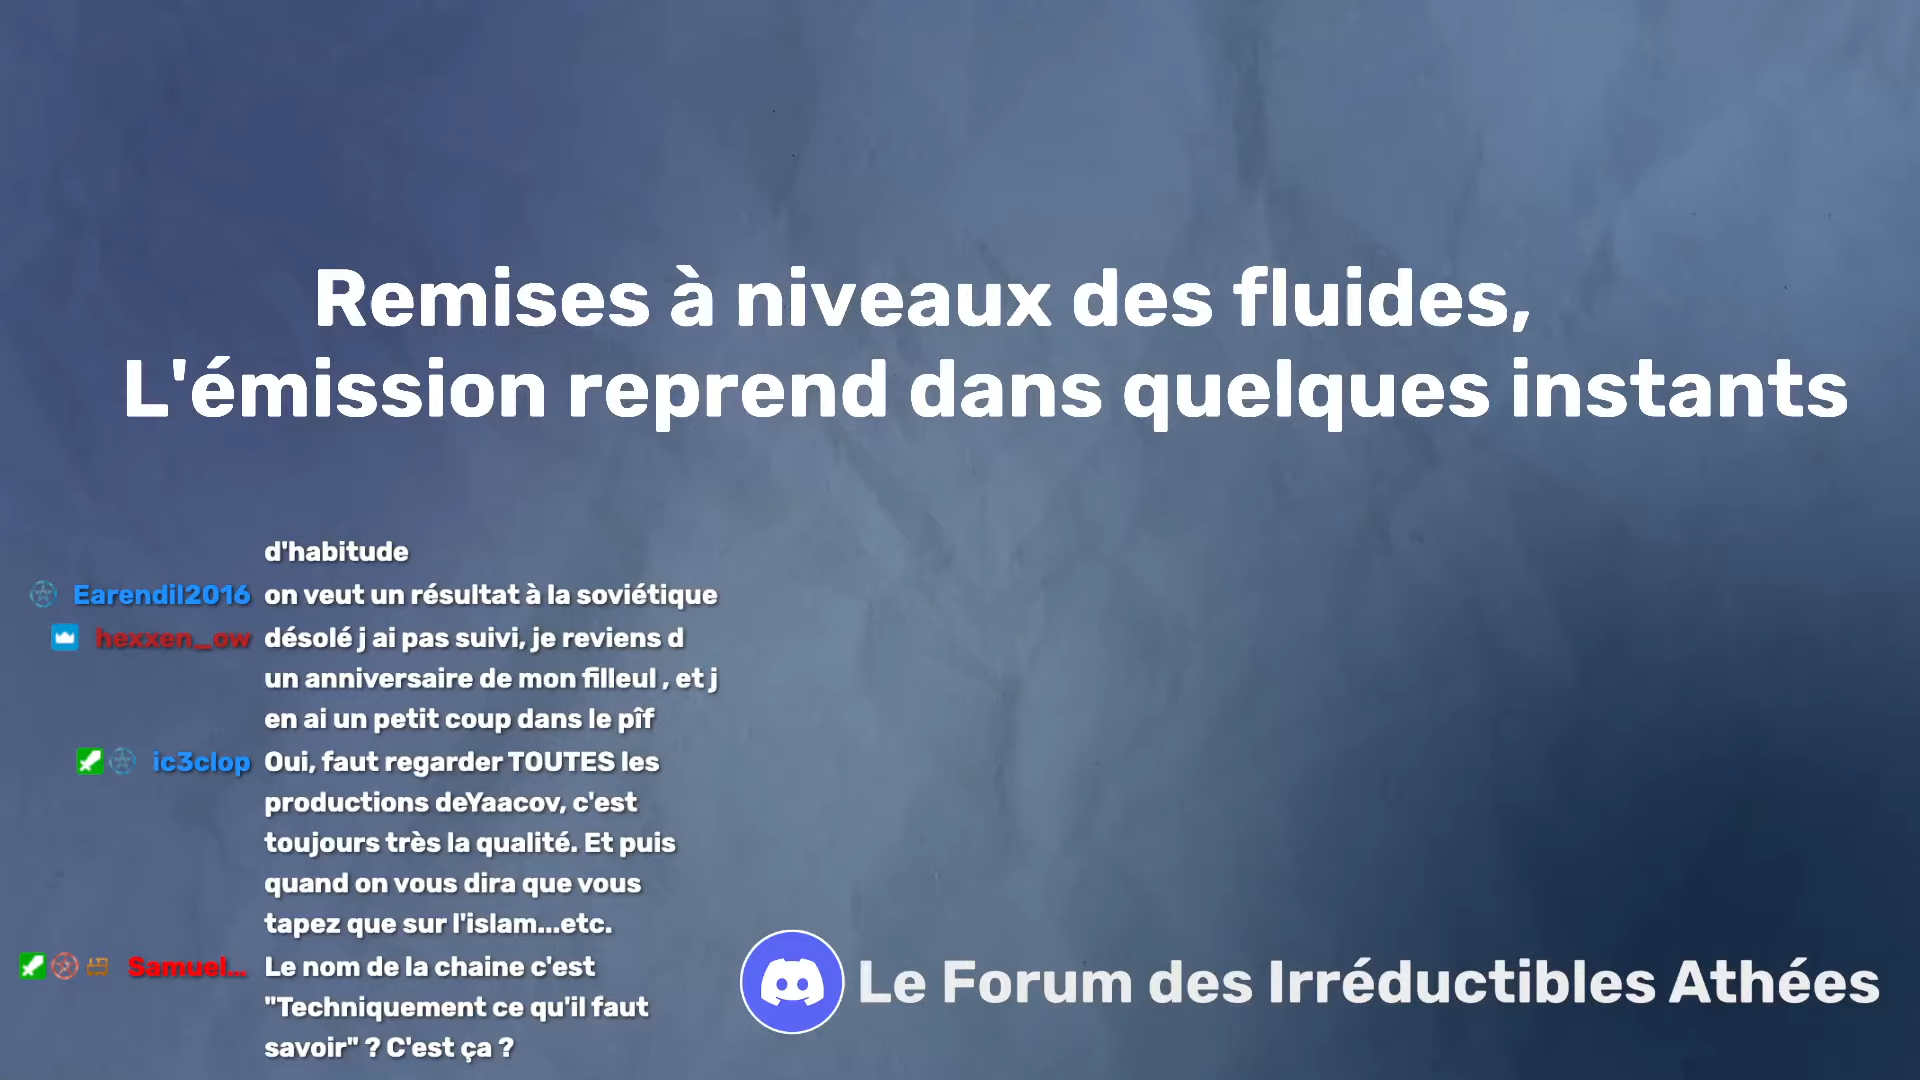 Remises à niveaux des fluides,
L'émission reprend dans quelques instants
d'habitude
Earendil2016 on veut un résultat à la soviétique
hexxen_ow désolé j ai pas suivi, je reviens d
un anniversaire de mon filleul , et j
en ai un petit coup dans le pîf
ic3clop Oui, faut regarder TOUTES les
productions deYaacov, c'est
toujours très la qualité. Et puis
quand on vous dira que vous
tapez que sur l'islam...etc.
Samuel... Le nom de la chaine c'est
"Techniquement ce qu'il faut
savoir" ? C'est ça ?
Le Forum des Irréductibles Athées